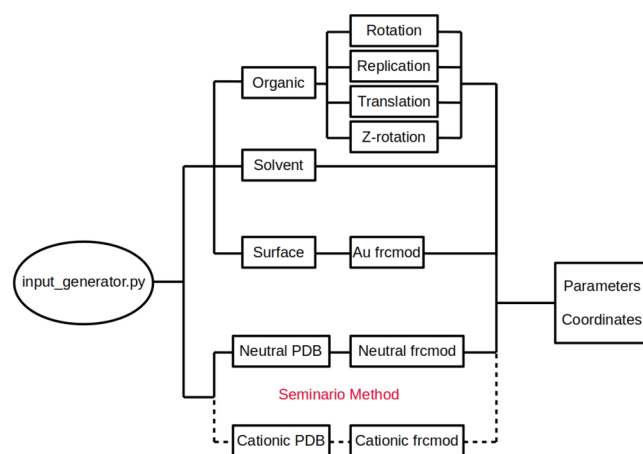 Rotation
Organic
Replication
Translation
Z-rotation
Solvent
Surface
Au frcmod
input_generator.py
Parameters
Coordinates
Neutral PDB
Neutral frcmod
Seminario Method
Cationic PDB
Cationic frcmod